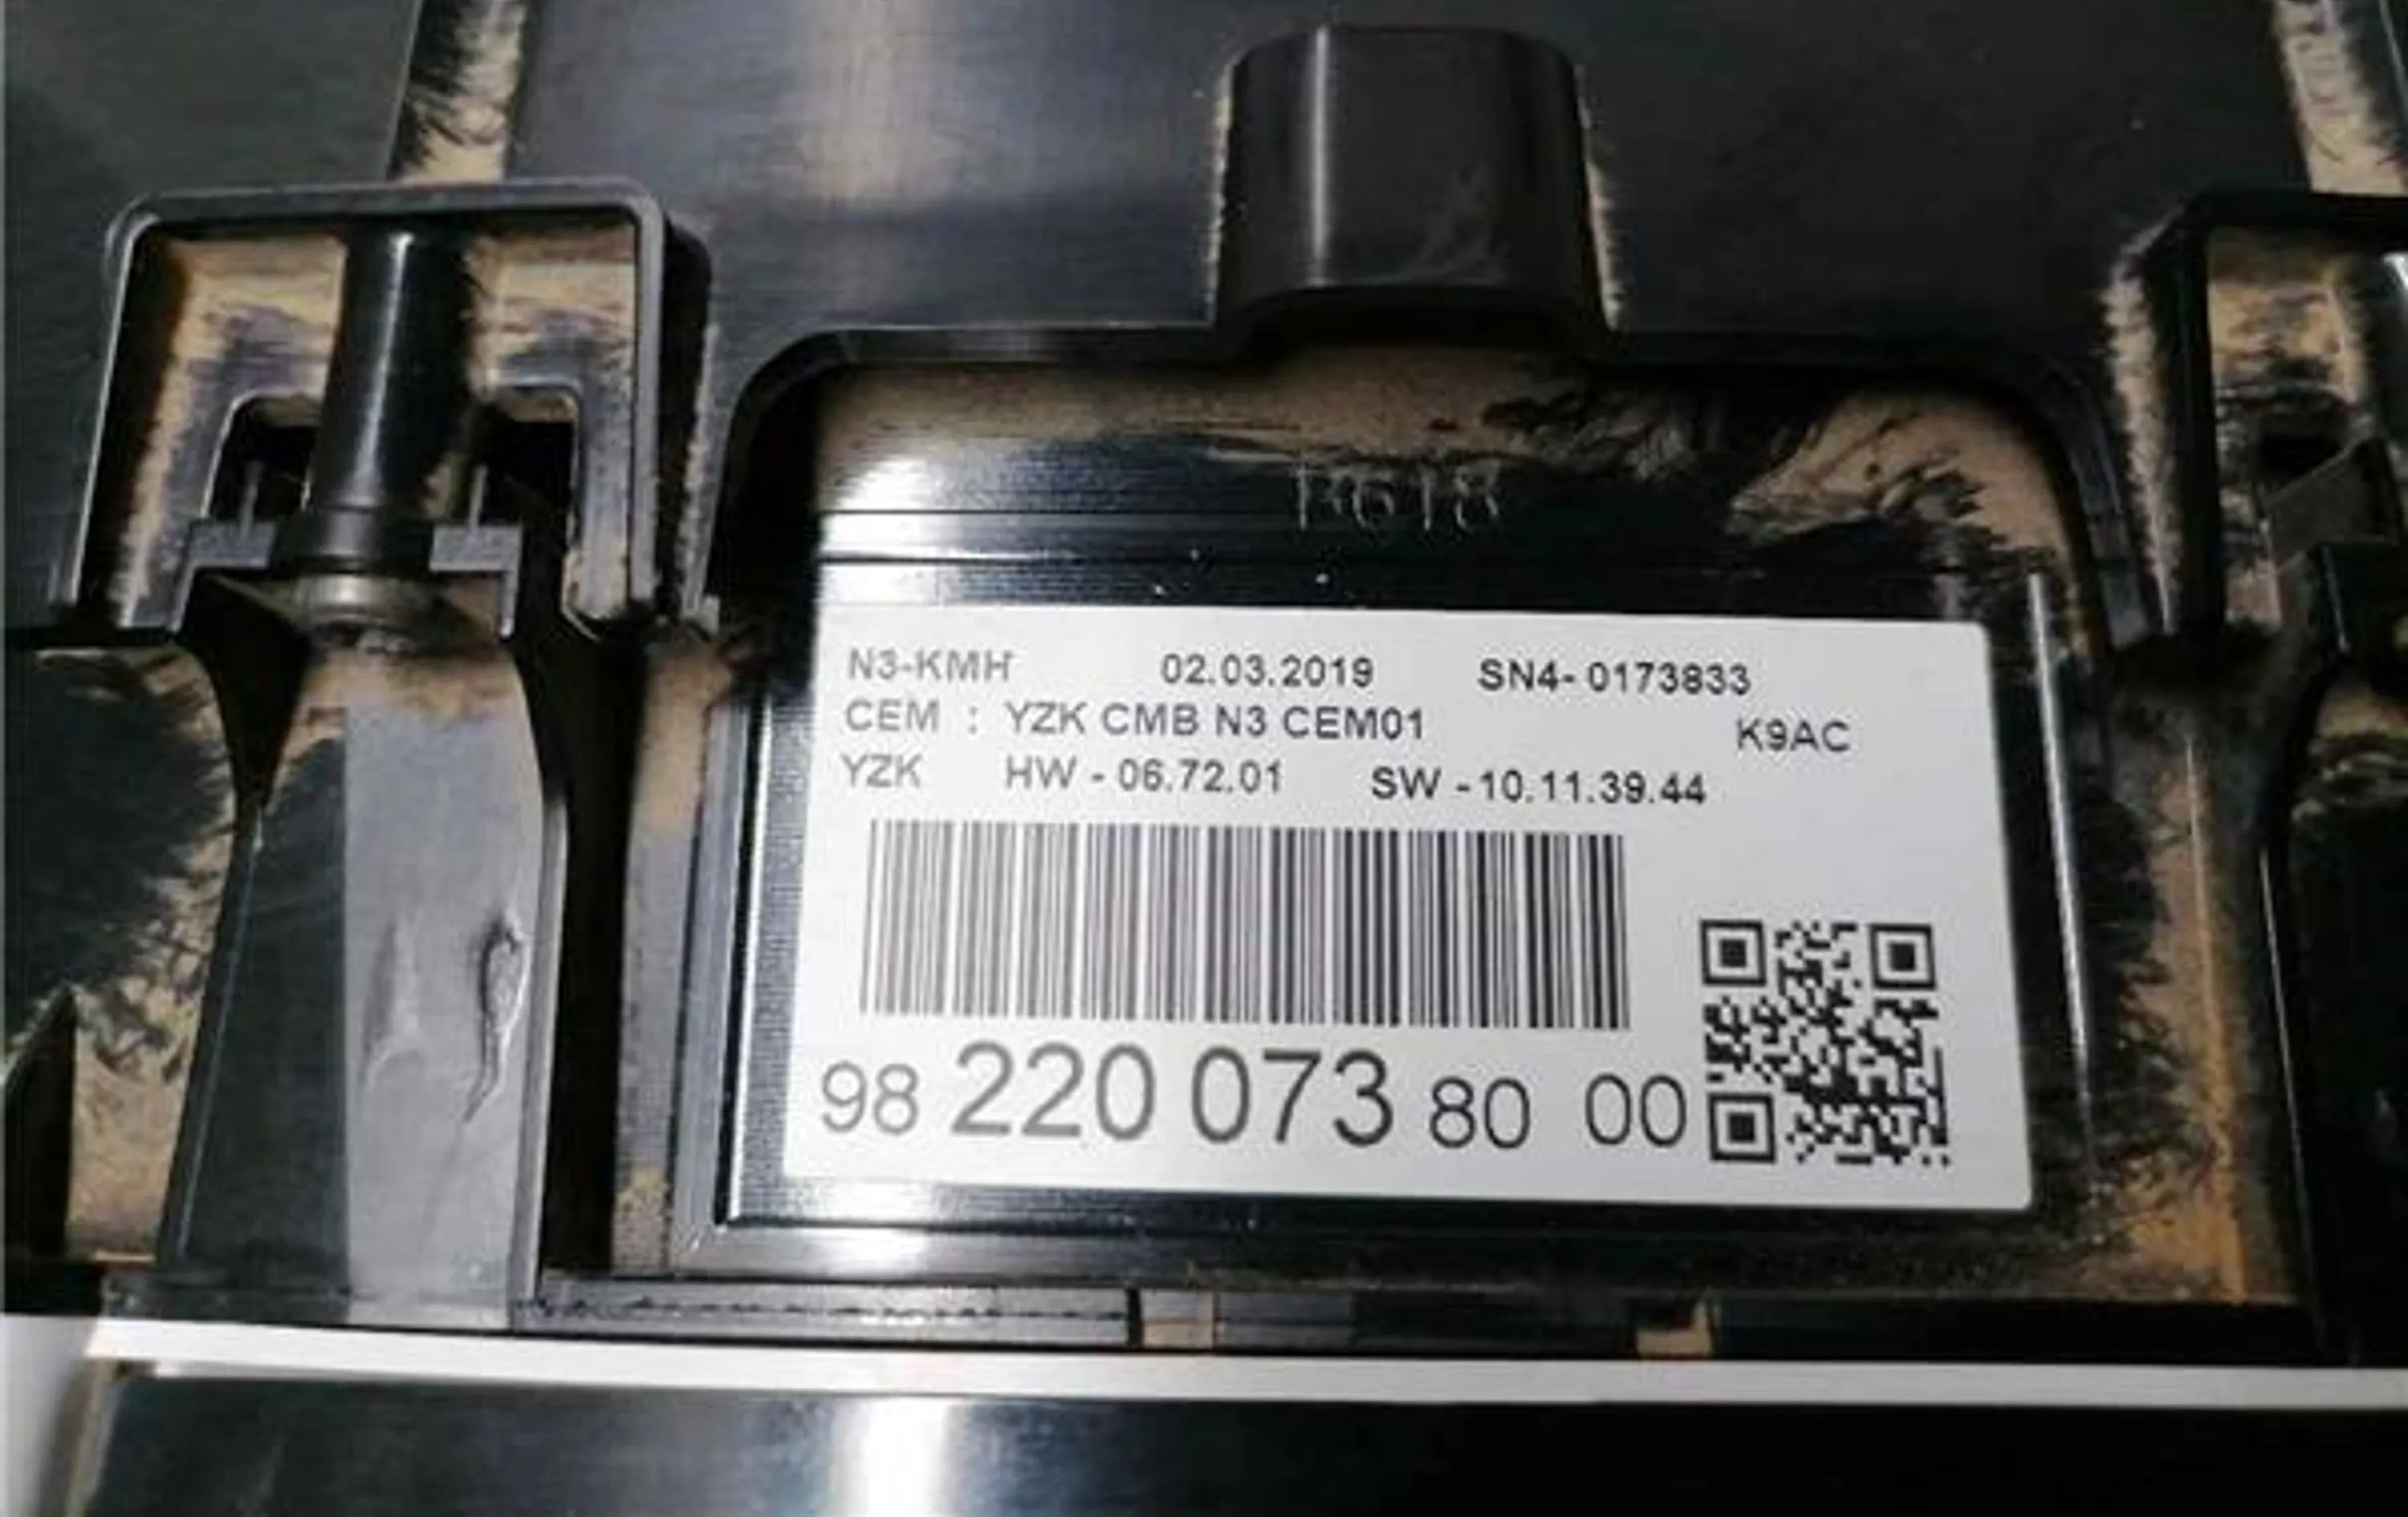 N3-KMH 02.03.2019 SN4-0173833
CEM : YZK CMB N3 CEM01 K9AC
YZK HW - 06.72.01 SW -10.11.39.44
98 220 073 80 00